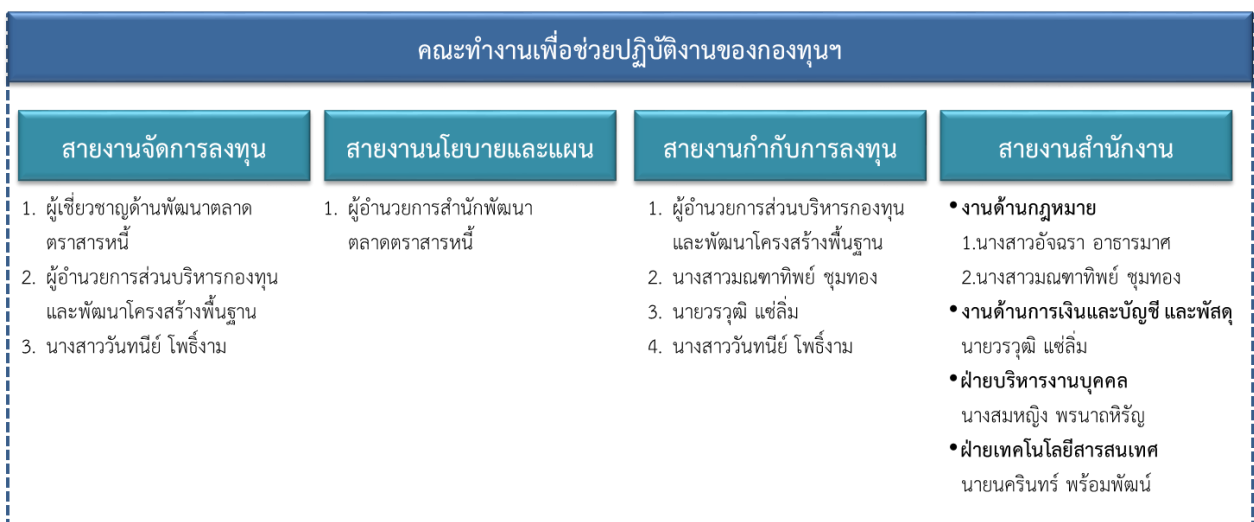 คณะทำงานเพื่อช่วยปฏิบัติงานของกองทุนฯ
สายงานจัดการลงทุน
1. ผู้เชี่ยวชาญด้านพัฒนาตลาด
ตราสารหนี้
2. ผู้อำนวยการส่วนบริหารกองทุน
และพัฒนาโครงสร้างพื้นฐาน
3. นางสาววันทนีย์ โพธิ์งาม
สายงานนโยบายและแผน
1. ผู้อำนวยการสำนักพัฒนา
ตลาดตราสารหนี้
สายงานกำกับการลงทุน
1. ผู้อำนวยการส่วนบริหารกองทุน
และพัฒนาโครงสร้างพื้นฐาน
2. นางสาวมณฑาทิพย์ ชุมทอง
3. นายวรวุฒิ แซ่ลิ่ม
4. นางสาววันทนีย์ โพธิ์งาม
สายงานสำนักงาน
•งานด้านกฎหมาย
1.นางสาวอัจฉรา อาธารมาศ
2.นางสาวมณฑาทิพย์ ชุมทอง
•งานด้านการเงินและบัญชี และพัสดุ
นายวรวุฒิ แซ่ลิ่ม
•ฝ่ายบริหารงานบุคคล
นางสมหญิง พรนาถหิรัญ
•ฝ่ายเทคโนโลยีสารสนเทศ
นายนครินทร์ พร้อมพัฒน์